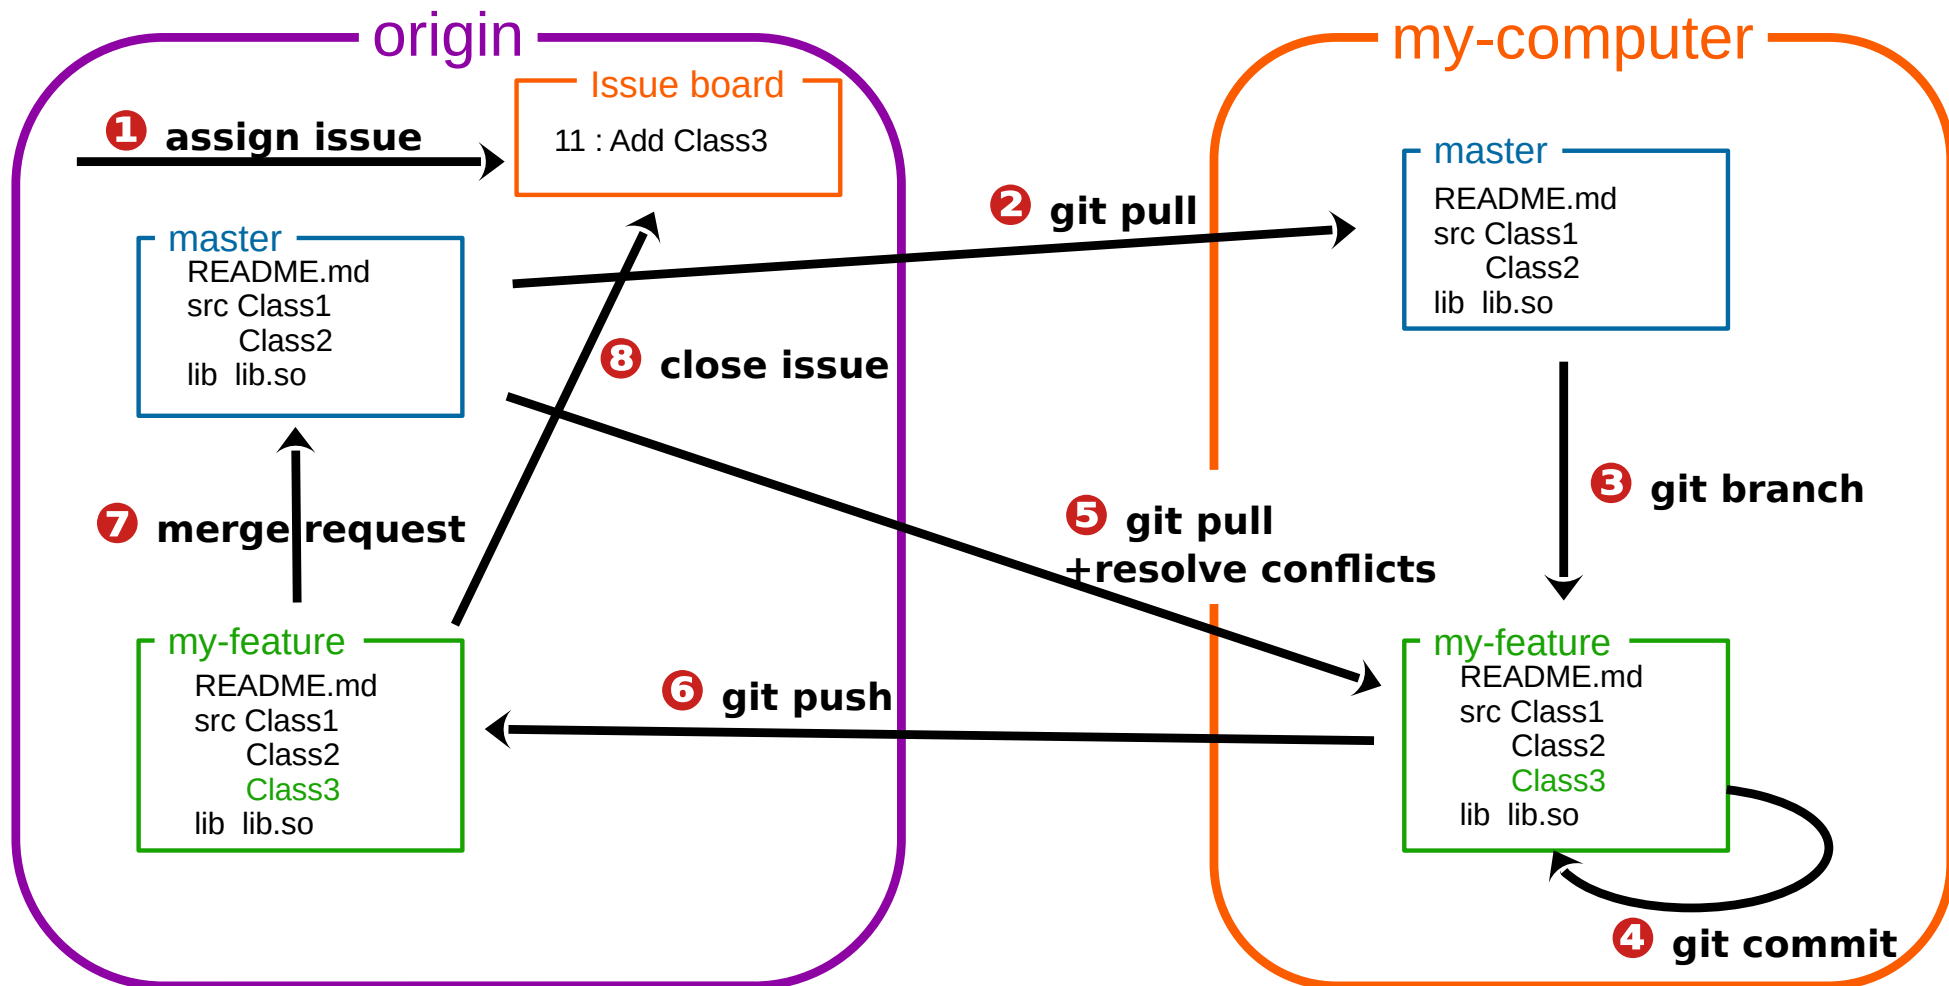 origin
my-computer
Issue board
11 : Add Class3
1 assign issue
master
README.md
src Class1
Class2
lib lib.so
2 git pull
master
README.md
src Class1
Class2
lib lib.so
8 close issue
3 git branch
7 merge request
5 git pull
+resolve conflicts
my-feature
README.md
src Class1
Class2
Class3
lib lib.so
6 git push
my-feature
README.md
src Class1
Class2
Class3
lib lib.so
4 git commit